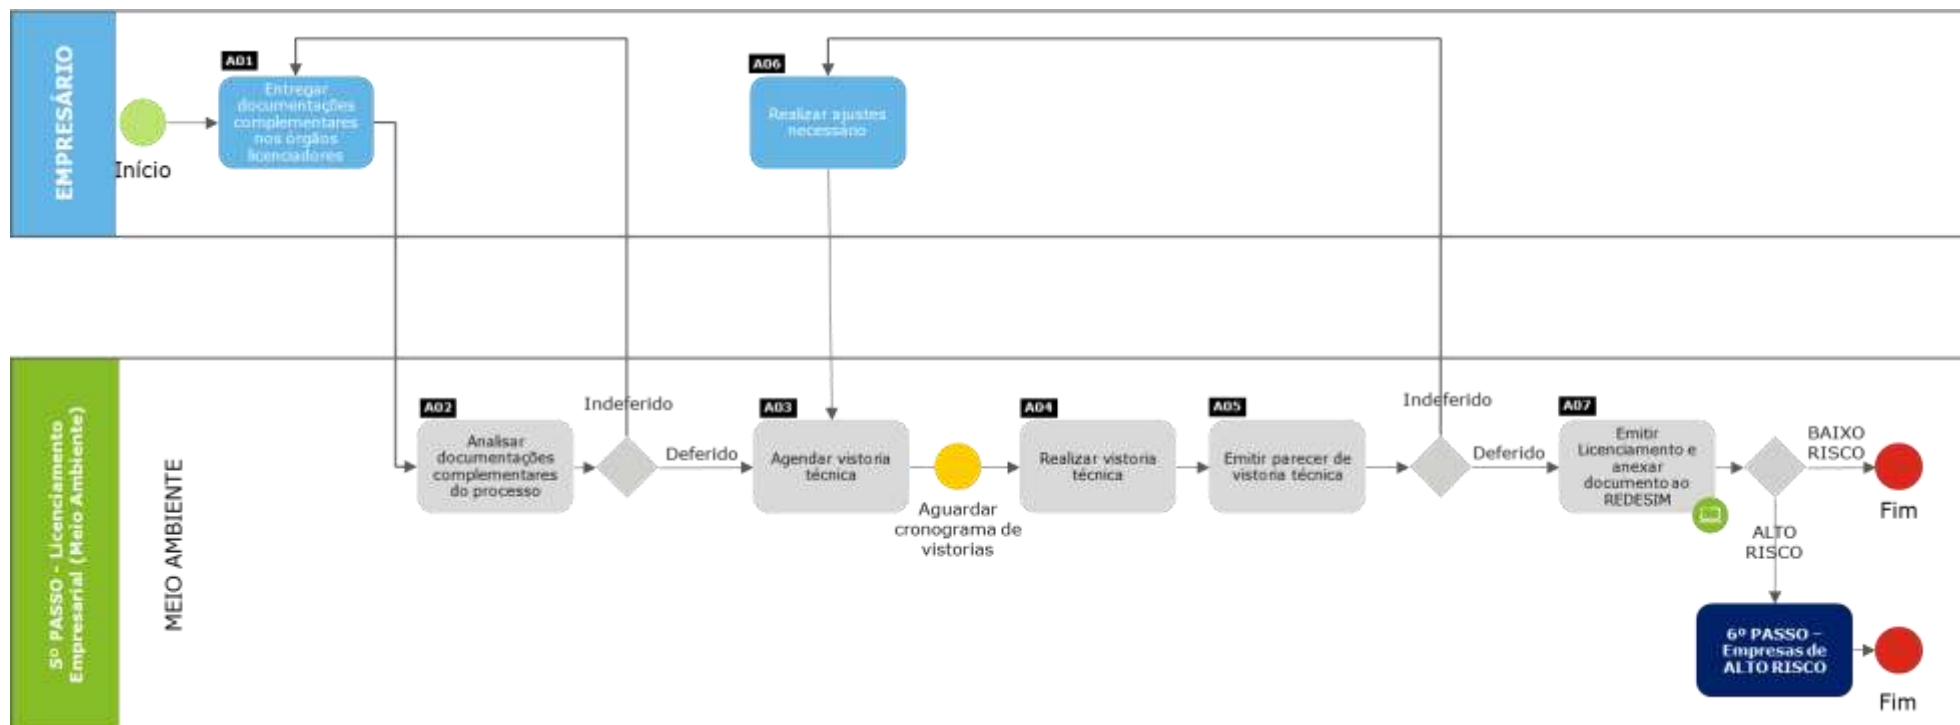 EMPRESÁRIO
Início
A01
Entregar
documentações
complementares
nos órgãos
licenciadores
A06
Realizar ajustes
necessário
5º PASSO - Licenciamento
Empresarial (Meio Ambiente)
MEIO AMBIENTE
A02
Analisar
documentações
complementares
do processo
Indeferido
Deferido
A03
Agendar vistoria
técnica
Aguardar
cronograma de
vistorias
A04
Realizar vistoria
técnica
A05
Emitir parecer de
vistoria técnica
Indeferido
Deferido
A07
Emitir
Licenciamento e
anexar
documento ao
REDESIM
BAIXO
RISCO
Fim
ALTO
RISCO
6º PASSO –
Empresas de
ALTO RISCO
Fim